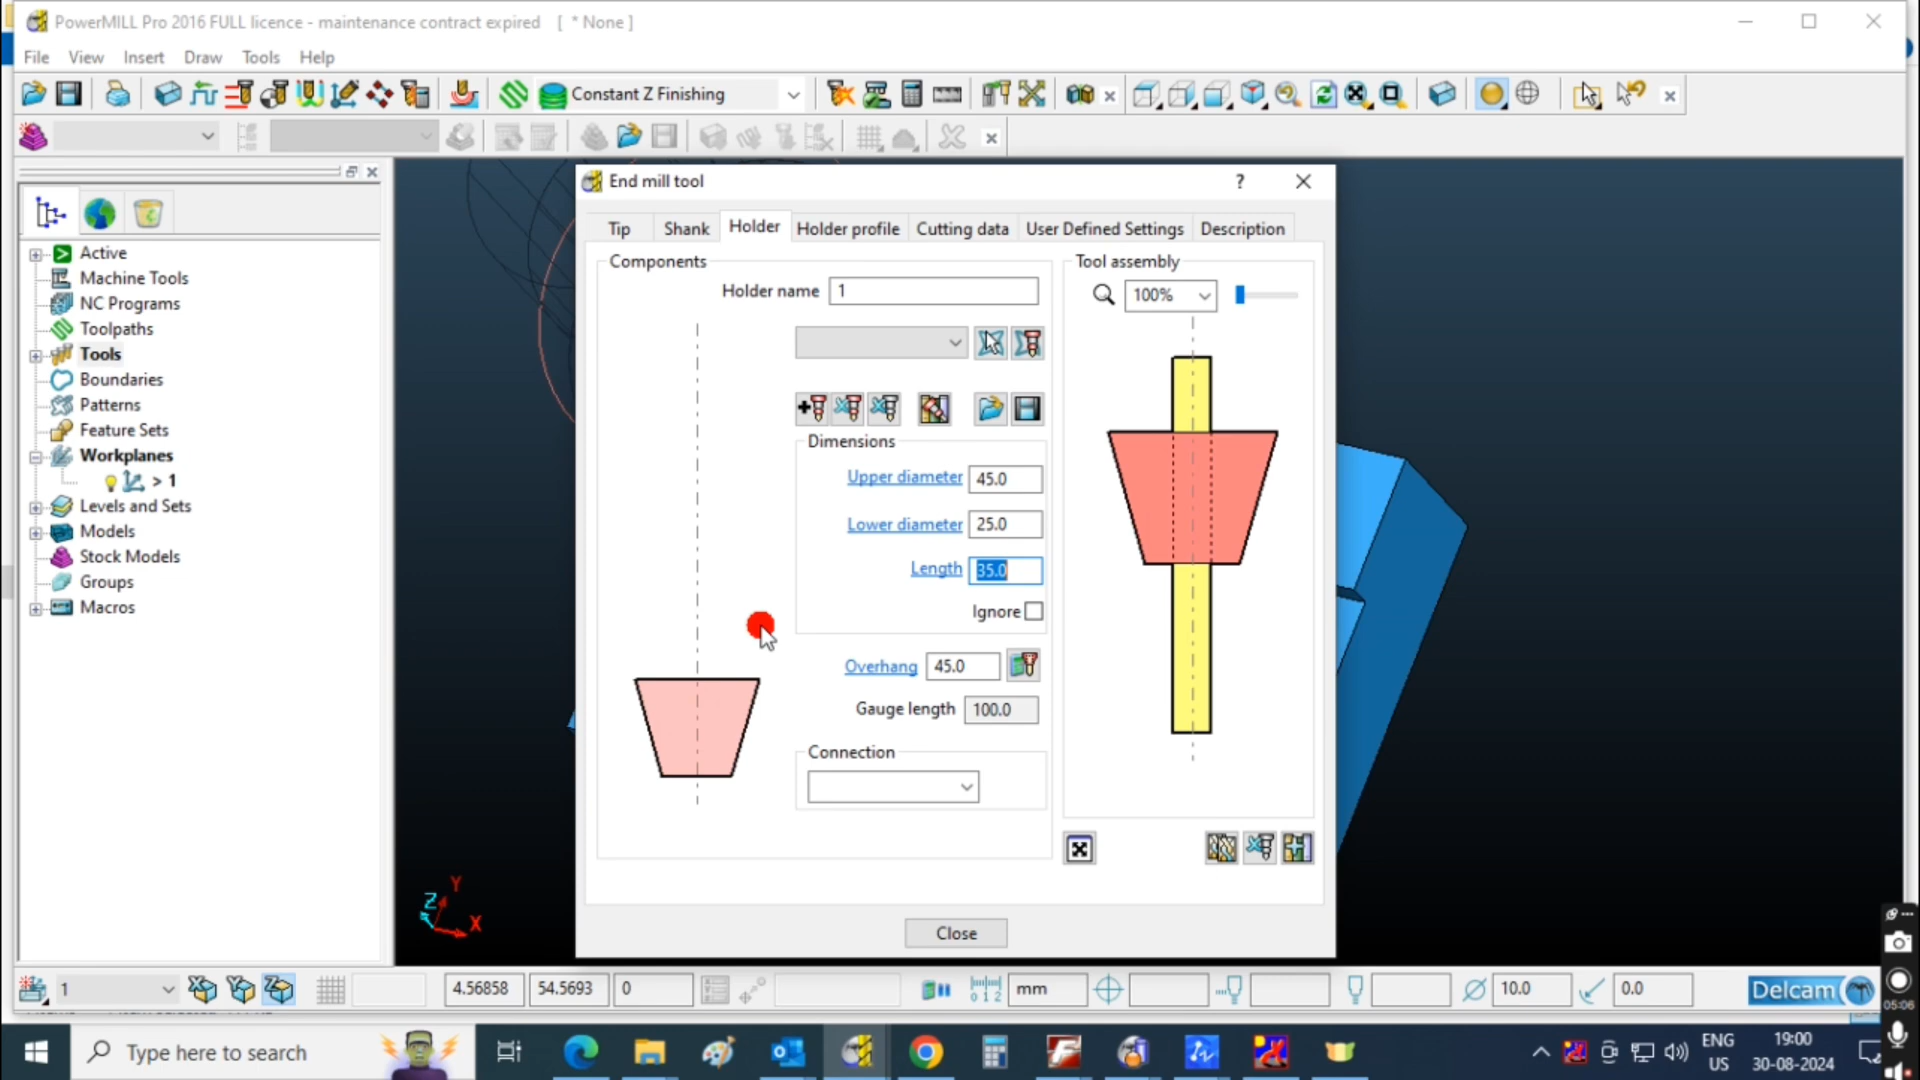 PowerMILL Pro 2016 FULL licence - maintenance contract expired [ * None ]
File View Insert Draw Tools Help
Constant Z Finishing
End mill tool
?
Tip Shank Holder Holder profile Cutting data User Defined Settings Description
Components
Holder name 1
Tool assembly
100%
Dimensions
Upper diameter 45.0
Lower diameter 25.0
Length 35.0
Ignore
Overhang 45.0
Gauge length 100.0
Connection
Close
Active
Machine Tools
NC Programs
Toolpaths
Tools
Boundaries
Patterns
Feature Sets
Workplanes
> 1
Levels and Sets
Models
Stock Models
Groups
Macros
Y
Z
X
1 4.56858 54.5693 0 mm 10.0 0.0 Delcam
05:06
Type here to search
ENG
US
19:00
30-08-2024